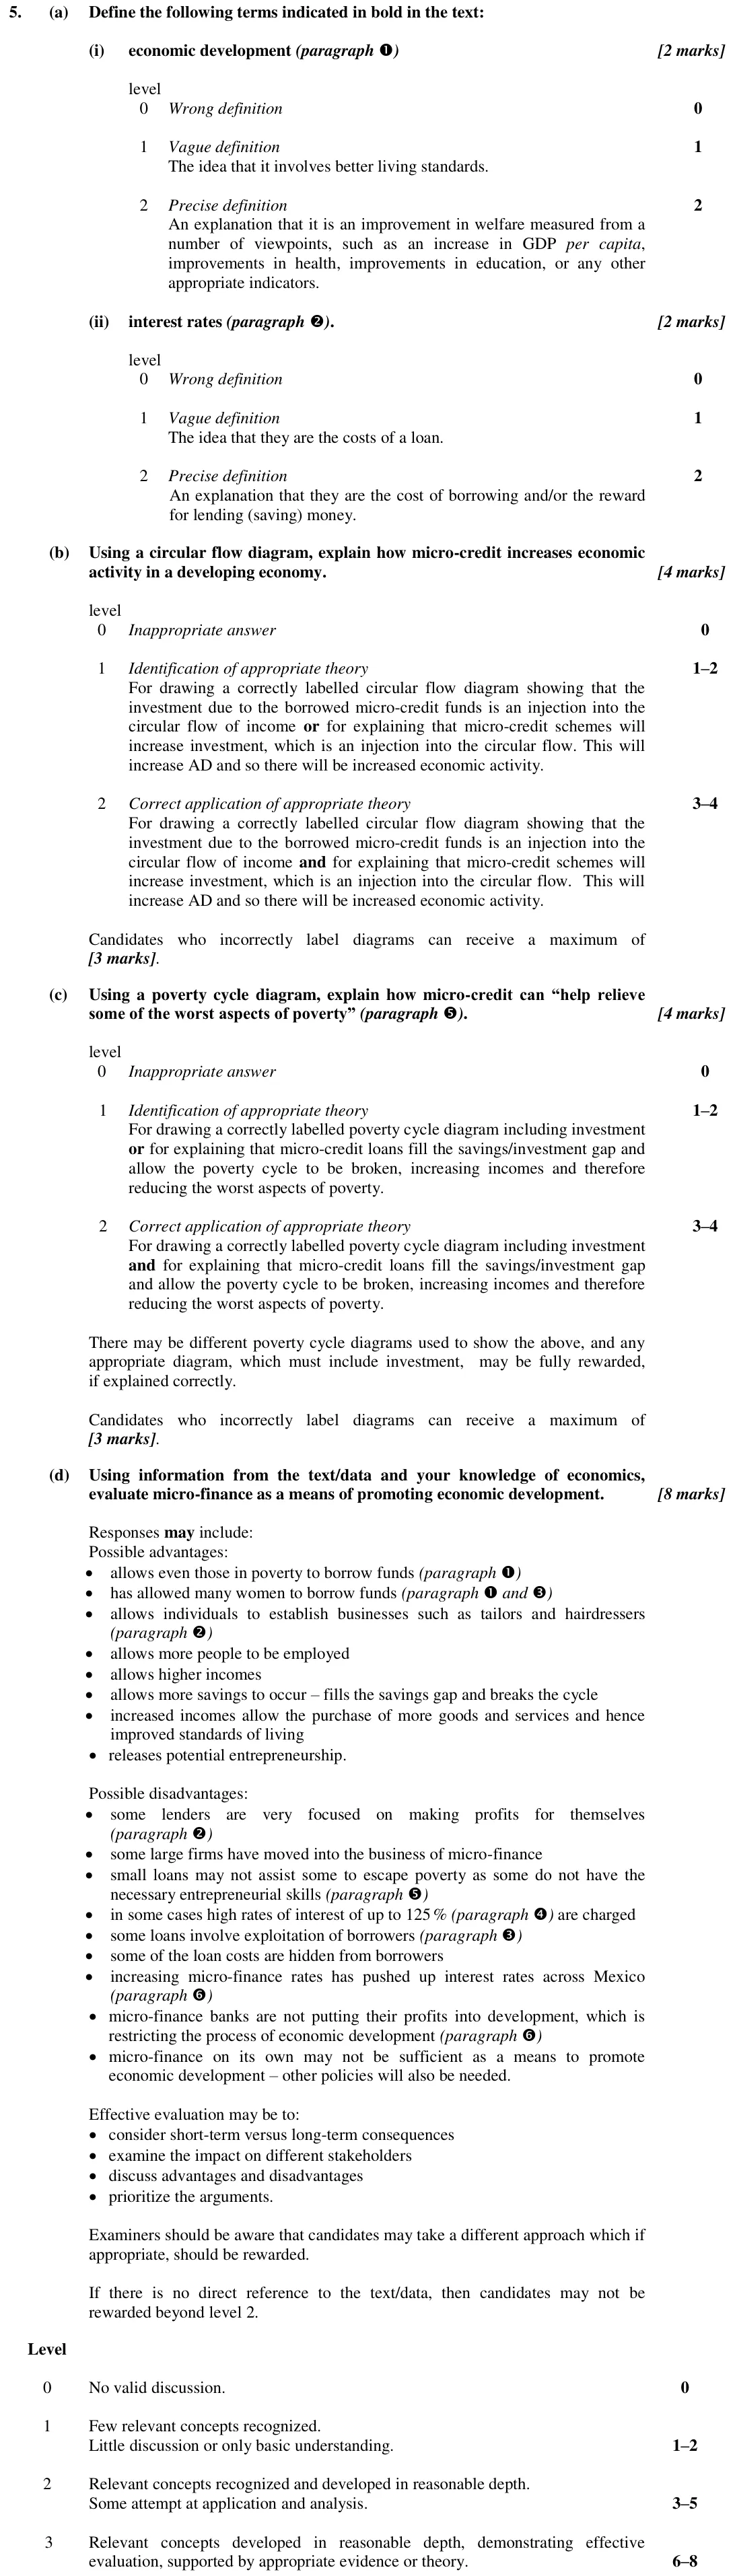 5. (a) Define the following terms indicated in bold in the text:
(i) economic development (paragraph ❶) [2 marks]
level
0 Wrong definition 0
1 Vague definition 1
The idea that it involves better living standards.
2 Precise definition 2
An explanation that it is an improvement in welfare measured from a
number of viewpoints, such as an increase in GDP per capita,
improvements in health, improvements in education, or any other
appropriate indicators.
(ii) interest rates (paragraph ❷). [2 marks]
level
0 Wrong definition 0
1 Vague definition 1
The idea that they are the costs of a loan.
2 Precise definition 2
An explanation that they are the cost of borrowing and/or the reward
for lending (saving) money.
(b) Using a circular flow diagram, explain how micro-credit increases economic
activity in a developing economy. [4 marks]
level
0 Inappropriate answer 0
1 Identification of appropriate theory 1–2
For drawing a correctly labelled circular flow diagram showing that the
investment due to the borrowed micro-credit funds is an injection into the
circular flow of income or for explaining that micro-credit schemes will
increase investment, which is an injection into the circular flow. This will
increase AD and so there will be increased economic activity.
2 Correct application of appropriate theory 3–4
For drawing a correctly labelled circular flow diagram showing that the
investment due to the borrowed micro-credit funds is an injection into the
circular flow of income and for explaining that micro-credit schemes will
increase investment, which is an injection into the circular flow. This will
increase AD and so there will be increased economic activity.
Candidates who incorrectly label diagrams can receive a maximum of
[3 marks].
(c) Using a poverty cycle diagram, explain how micro-credit can “help relieve
some of the worst aspects of poverty” (paragraph ❺). [4 marks]
level
0 Inappropriate answer 0
1 Identification of appropriate theory 1–2
For drawing a correctly labelled poverty cycle diagram including investment
or for explaining that micro-credit loans fill the savings/investment gap and
allow the poverty cycle to be broken, increasing incomes and therefore
reducing the worst aspects of poverty.
2 Correct application of appropriate theory 3–4
For drawing a correctly labelled poverty cycle diagram including investment
and for explaining that micro-credit loans fill the savings/investment gap
and allow the poverty cycle to be broken, increasing incomes and therefore
reducing the worst aspects of poverty.
There may be different poverty cycle diagrams used to show the above, and any
appropriate diagram, which must include investment, may be fully rewarded,
if explained correctly.
Candidates who incorrectly label diagrams can receive a maximum of
[3 marks].
(d) Using information from the text/data and your knowledge of economics,
evaluate micro-finance as a means of promoting economic development. [8 marks]
Responses may include:
Possible advantages:
• allows even those in poverty to borrow funds (paragraph ❶)
• has allowed many women to borrow funds (paragraph ❶ and ❸)
• allows individuals to establish businesses such as tailors and hairdressers
(paragraph ❷)
• allows more people to be employed
• allows higher incomes
• allows more savings to occur – fills the savings gap and breaks the cycle
• increased incomes allow the purchase of more goods and services and hence
improved standards of living
• releases potential entrepreneurship.
Possible disadvantages:
• some lenders are very focused on making profits for themselves
(paragraph ❷)
• some large firms have moved into the business of micro-finance
• small loans may not assist some to escape poverty as some do not have the
necessary entrepreneurial skills (paragraph ❺)
• in some cases high rates of interest of up to 125 % (paragraph ❹) are charged
• some loans involve exploitation of borrowers (paragraph ❸)
• some of the loan costs are hidden from borrowers
• increasing micro-finance rates has pushed up interest rates across Mexico
(paragraph ❻)
• micro-finance banks are not putting their profits into development, which is
restricting the process of economic development (paragraph ❻)
• micro-finance on its own may not be sufficient as a means to promote
economic development – other policies will also be needed.
Effective evaluation may be to:
• consider short-term versus long-term consequences
• examine the impact on different stakeholders
• discuss advantages and disadvantages
• prioritize the arguments.
Examiners should be aware that candidates may take a different approach which if
appropriate, should be rewarded.
If there is no direct reference to the text/data, then candidates may not be
rewarded beyond level 2.
Level
0 No valid discussion. 0
1 Few relevant concepts recognized.
Little discussion or only basic understanding. 1–2
2 Relevant concepts recognized and developed in reasonable depth.
Some attempt at application and analysis. 3–5
3 Relevant concepts developed in reasonable depth, demonstrating effective
evaluation, supported by appropriate evidence or theory. 6–8